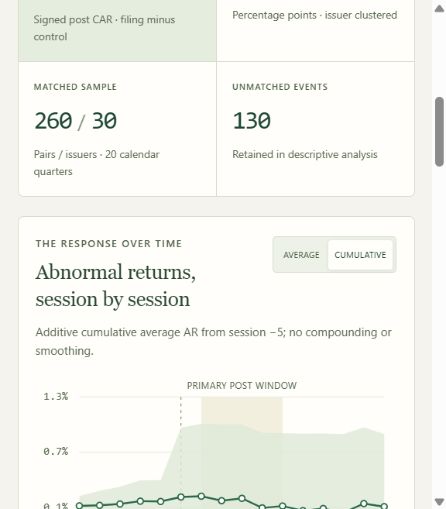 Signed post CAR · filing minus
control
Percentage points · issuer clustered
MATCHED SAMPLE
260 / 30
Pairs / issuers · 20 calendar
quarters
UNMATCHED EVENTS
130
Retained in descriptive analysis
THE RESPONSE OVER TIME
AVERAGE
CUMULATIVE
Abnormal returns,
session by session
Additive cumulative average AR from session −5; no compounding or
smoothing.
PRIMARY POST WINDOW
1.3%
0.7%
0.1%